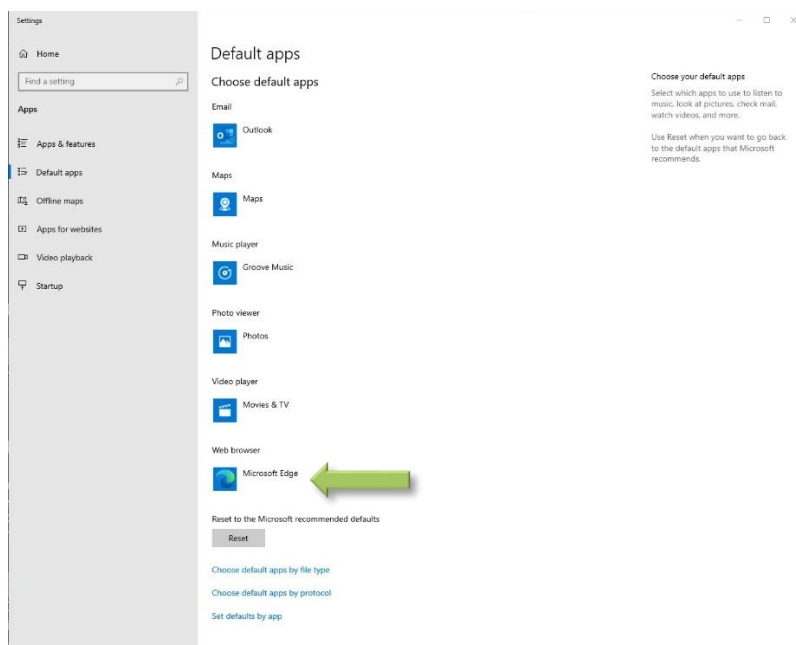 Settings
Home
Find a setting
Apps
Apps & features
Default apps
Offline maps
Apps for websites
Video playback
Startup
Default apps
Choose default apps
Email
Outlook
Maps
Maps
Music player
Groove Music
Photo viewer
Photos
Video player
Movies & TV
Web browser
Microsoft Edge
Reset to the Microsoft recommended defaults
Reset
Choose default apps by file type
Choose default apps by protocol
Set defaults by app
Choose your default apps
Select which apps to use to listen to
music, look at pictures, check mail,
watch videos, and more.
Use Reset when you want to go back
to the default apps that Microsoft
recommends.